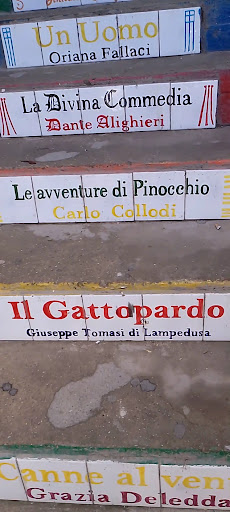 Un Uomo
Oriana Fallaci
La Divina Commedia
Dante Alighieri
Le avventure di Pinocchio
Carlo Collodi
Il Gattopardo
Giuseppe Tomasi di Lampedusa
Canne al ven
Grazia Deledda